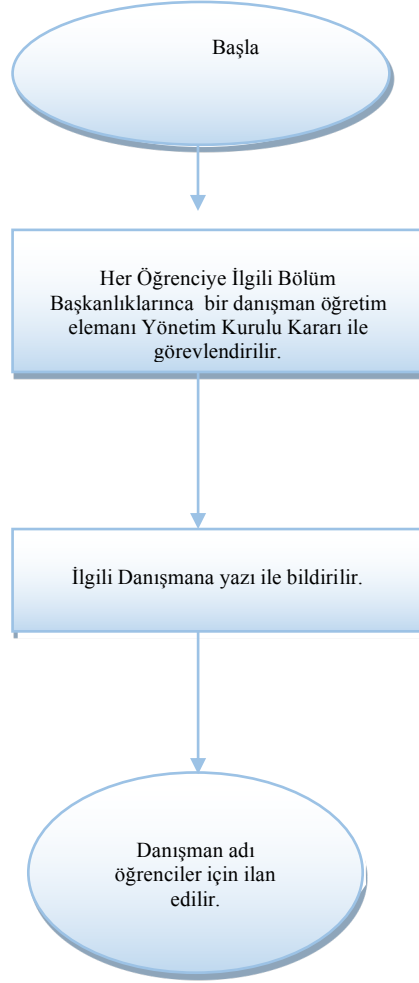 Başla
Her Öğrenciye İlgili Bölüm
Başkanlıklarınca bir danışman öğretim
elemanı Yönetim Kurulu Kararı ile
görevlendirilir.
İlgili Danışmana yazı ile bildirilir.
Danışman adı
öğrenciler için ilan
edilir.